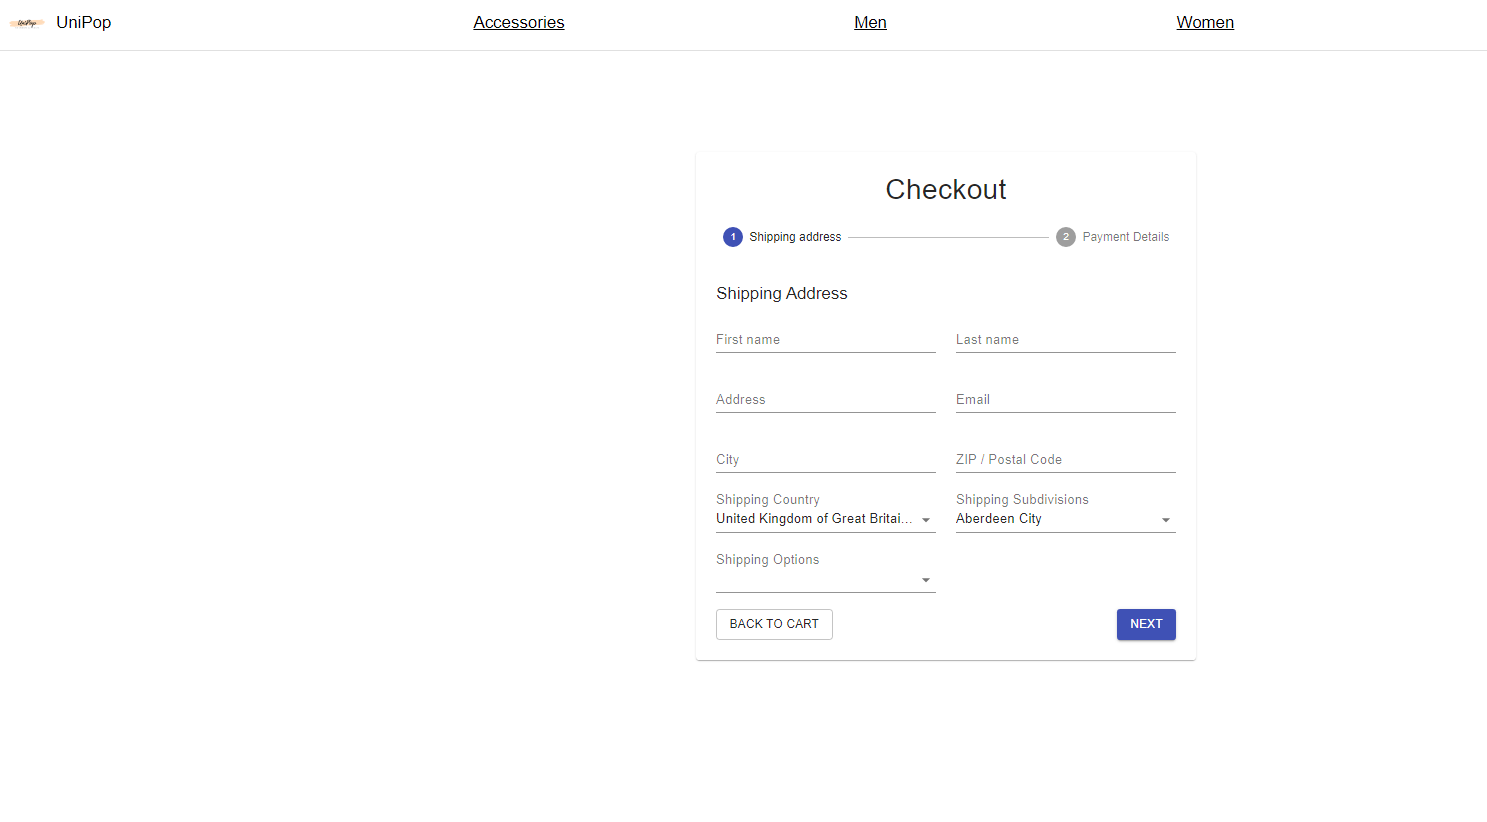 UniPop UniPop Accessories Men Women
Checkout
1 Shipping address 2 Payment Details
Shipping Address
First name Last name
Address Email
City ZIP / Postal Code
Shipping Country Shipping Subdivisions
United Kingdom of Great Britai... Aberdeen City
Shipping Options
BACK TO CART NEXT